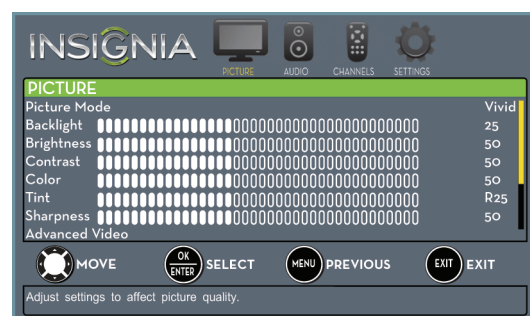 INSIGNIA
PICTURE AUDIO CHANNELS SETTINGS
PICTURE
Picture Mode Vivid
Backlight 25
Brightness 50
Contrast 50
Color 50
Tint R25
Sharpness 50
Advanced Video
MOVE OK ENTER SELECT MENU PREVIOUS EXIT EXIT
Adjust settings to affect picture quality.